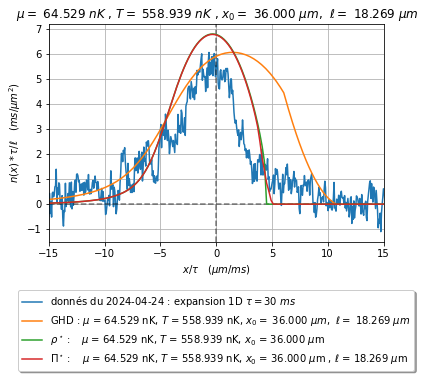 μ = 64.529 nK , T = 558.939 nK , x₀ = 36.000 μm, ℓ = 18.269 μm
n(x) * τ/ℓ (ms/μm²)
7
6
5
4
3
2
1
0
−1
−15 −10 −5 0 5 10 15
x/τ (μm/ms)
donnés du 2024-04-24 : expansion 1D τ = 30 ms
GHD : μ = 64.529 nK, T = 558.939 nK, x₀ = 36.000 μm, ℓ = 18.269 μm
ρ* : μ = 64.529 nK, T = 558.939 nK, x₀ = 36.000 μm
Π* : μ = 64.529 nK, T = 558.939 nK, x₀ = 36.000 μm , ℓ = 18.269 μm